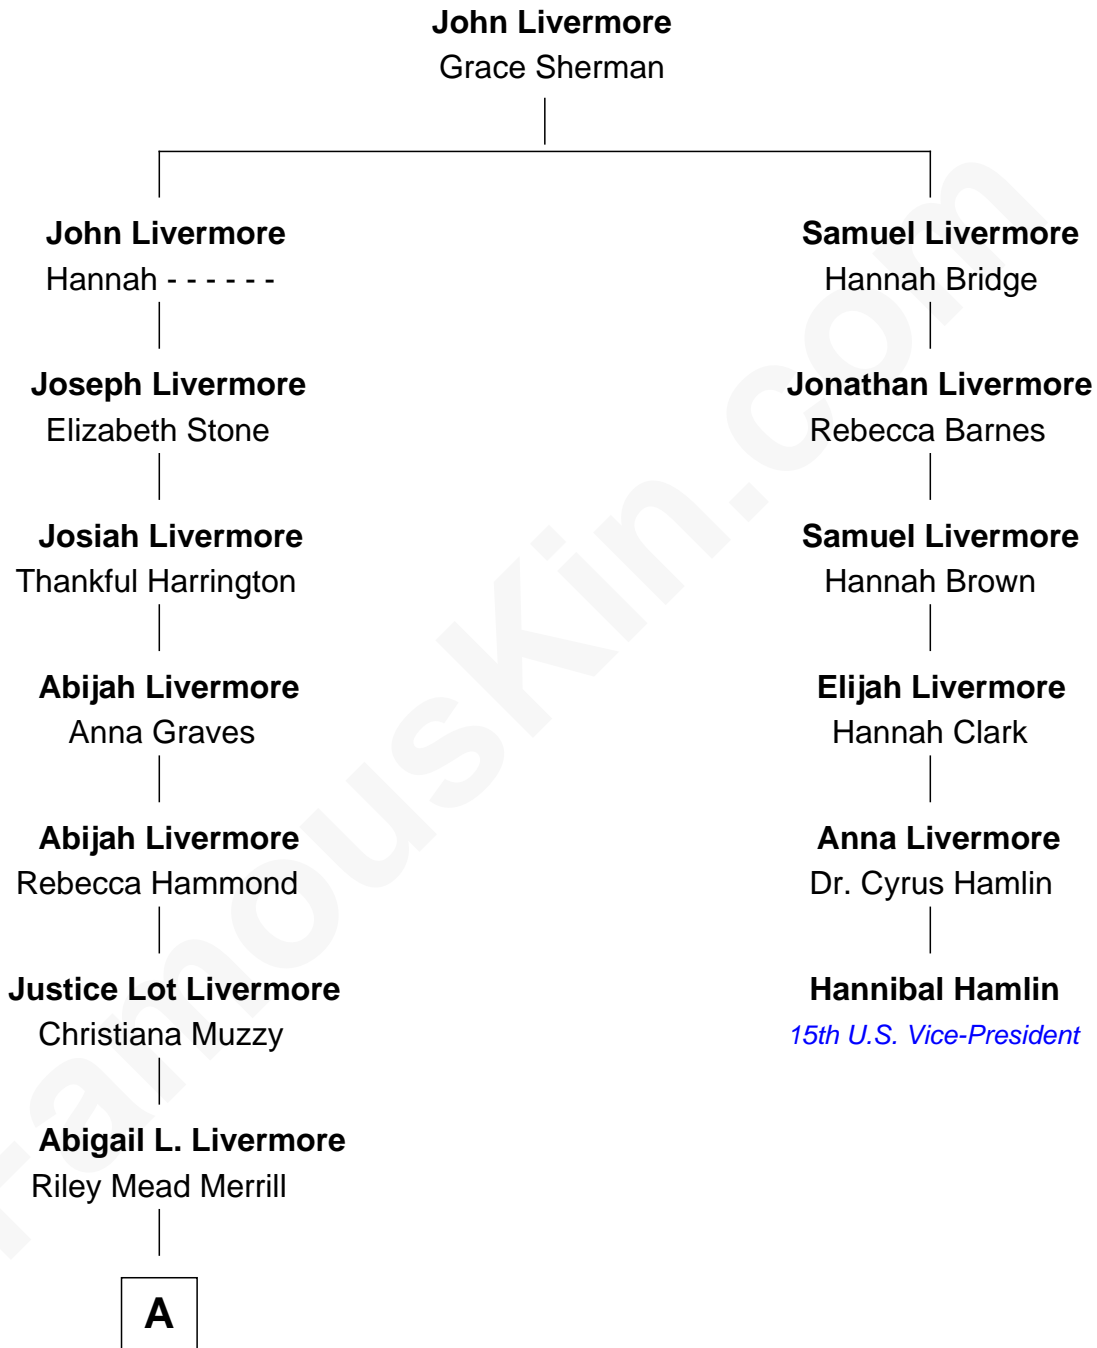 John Livermore
Grace Sherman
John Livermore
Hannah - - - - - -
Samuel Livermore
Hannah Bridge
Joseph Livermore
Elizabeth Stone
Jonathan Livermore
Rebecca Barnes
Josiah Livermore
Thankful Harrington
Samuel Livermore
Hannah Brown
Abijah Livermore
Anna Graves
Elijah Livermore
Hannah Clark
Abijah Livermore
Rebecca Hammond
Anna Livermore
Dr. Cyrus Hamlin
Justice Lot Livermore
Christiana Muzzy
Hannibal Hamlin
15th U.S. Vice-President
Abigail L. Livermore
Riley Mead Merrill
A
FamousKin.com